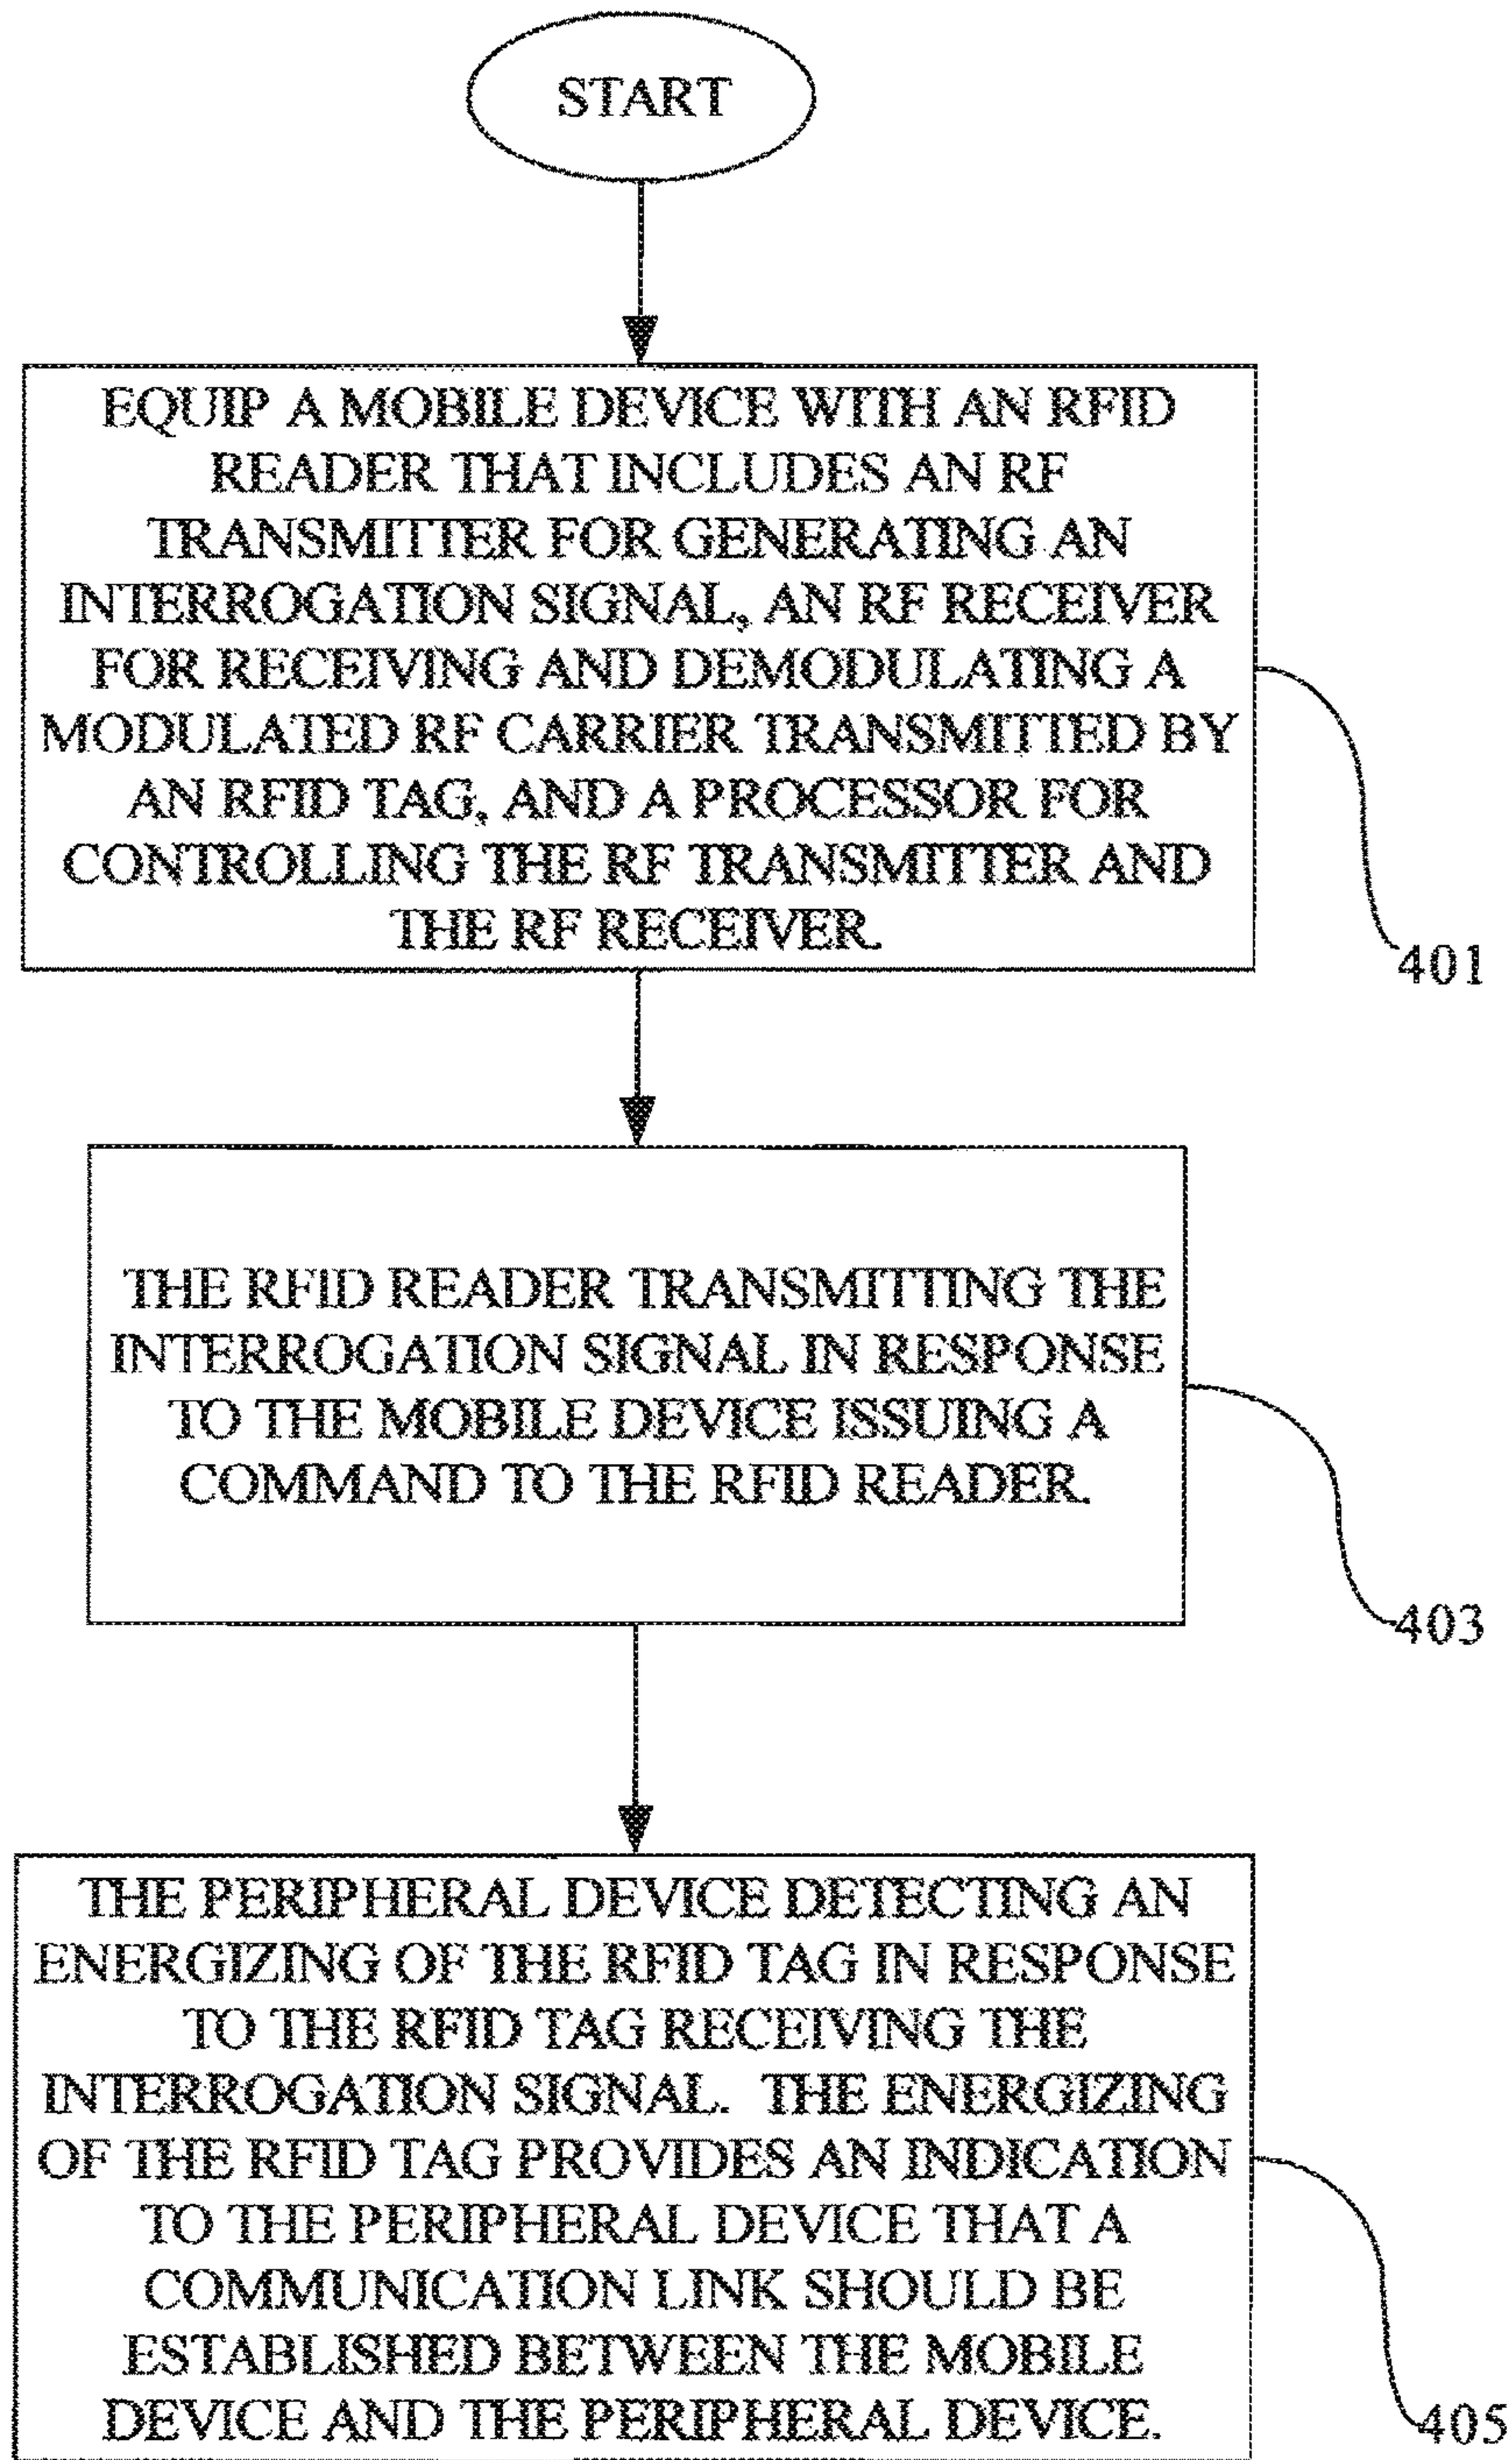 START
EQUIP A MOBILE DEVICE WITH AN RFID
READER THAT INCLUDES AN RF
TRANSMITTER FOR GENERATING AN
INTERROGATION SIGNAL, AN RF RECEIVER
FOR RECEIVING AND DEMODULATING A
MODULATED RF CARRIER TRANSMITTED BY
AN RFID TAG, AND A PROCESSOR FOR
CONTROLLING THE RF TRANSMITTER AND
THE RF RECEIVER.
401
THE RFID READER TRANSMITTING THE
INTERROGATION SIGNAL IN RESPONSE
TO THE MOBILE DEVICE ISSUING A
COMMAND TO THE RFID READER.
403
THE PERIPHERAL DEVICE DETECTING AN
ENERGIZING OF THE RFID TAG IN RESPONSE
TO THE RFID TAG RECEIVING THE
INTERROGATION SIGNAL. THE ENERGIZING
OF THE RFID TAG PROVIDES AN INDICATION
TO THE PERIPHERAL DEVICE THAT A
COMMUNICATION LINK SHOULD BE
ESTABLISHED BETWEEN THE MOBILE
DEVICE AND THE PERIPHERAL DEVICE.
405